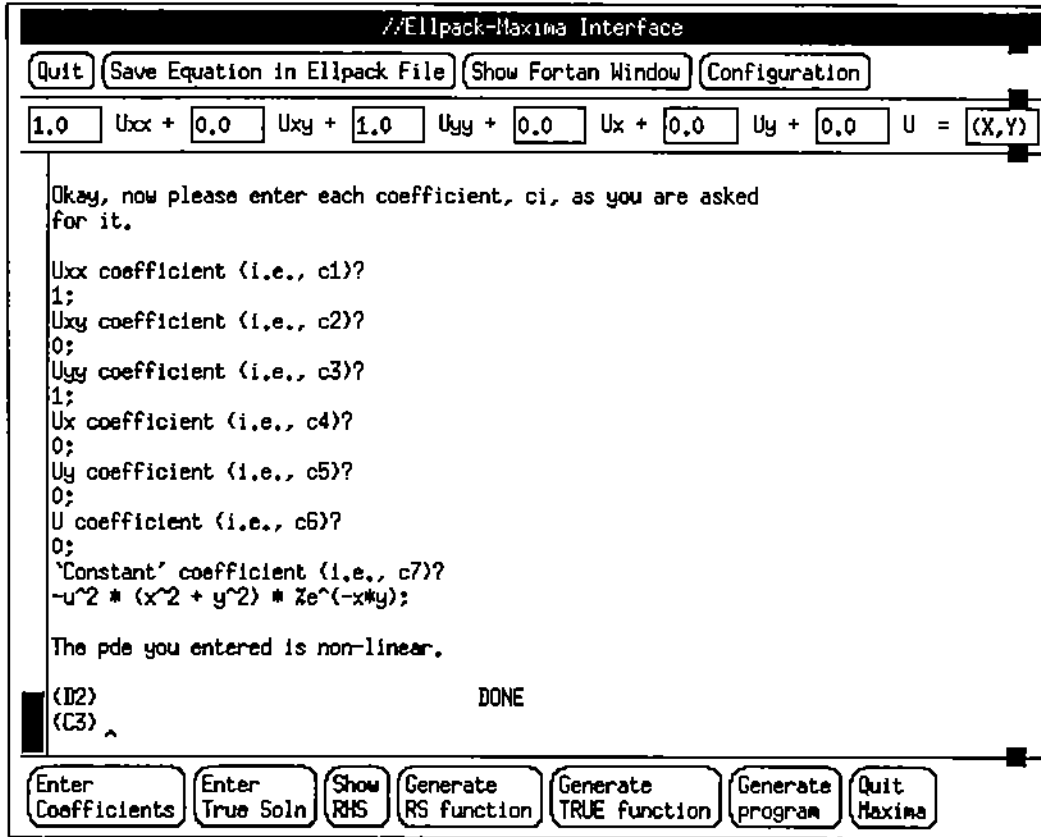 //Ellpack-Maxima Interface
Quit Save Equation in Ellpack File Show Fortan Window Configuration
1.0 Uxx + 0.0 Uxy + 1.0 Uyy + 0.0 Ux + 0.0 Uy + 0.0 U = (X,Y)
Okay, now please enter each coefficient, ci, as you are asked
for it.
Uxx coefficient (i.e., c1)?
1;
Uxy coefficient (i.e., c2)?
0;
Uyy coefficient (i.e., c3)?
1;
Ux coefficient (i.e., c4)?
0;
Uy coefficient (i.e., c5)?
0;
U coefficient (i.e., c6)?
0;
`Constant' coefficient (i.e., c7)?
-u^2 * (x^2 + y^2) * %e^(-x*y);
The pde you entered is non-linear.
(D2) DONE
(C3) ^
Enter Enter Show Generate Generate Generate Quit
Coefficients True Soln RHS RS function TRUE function program Maxima